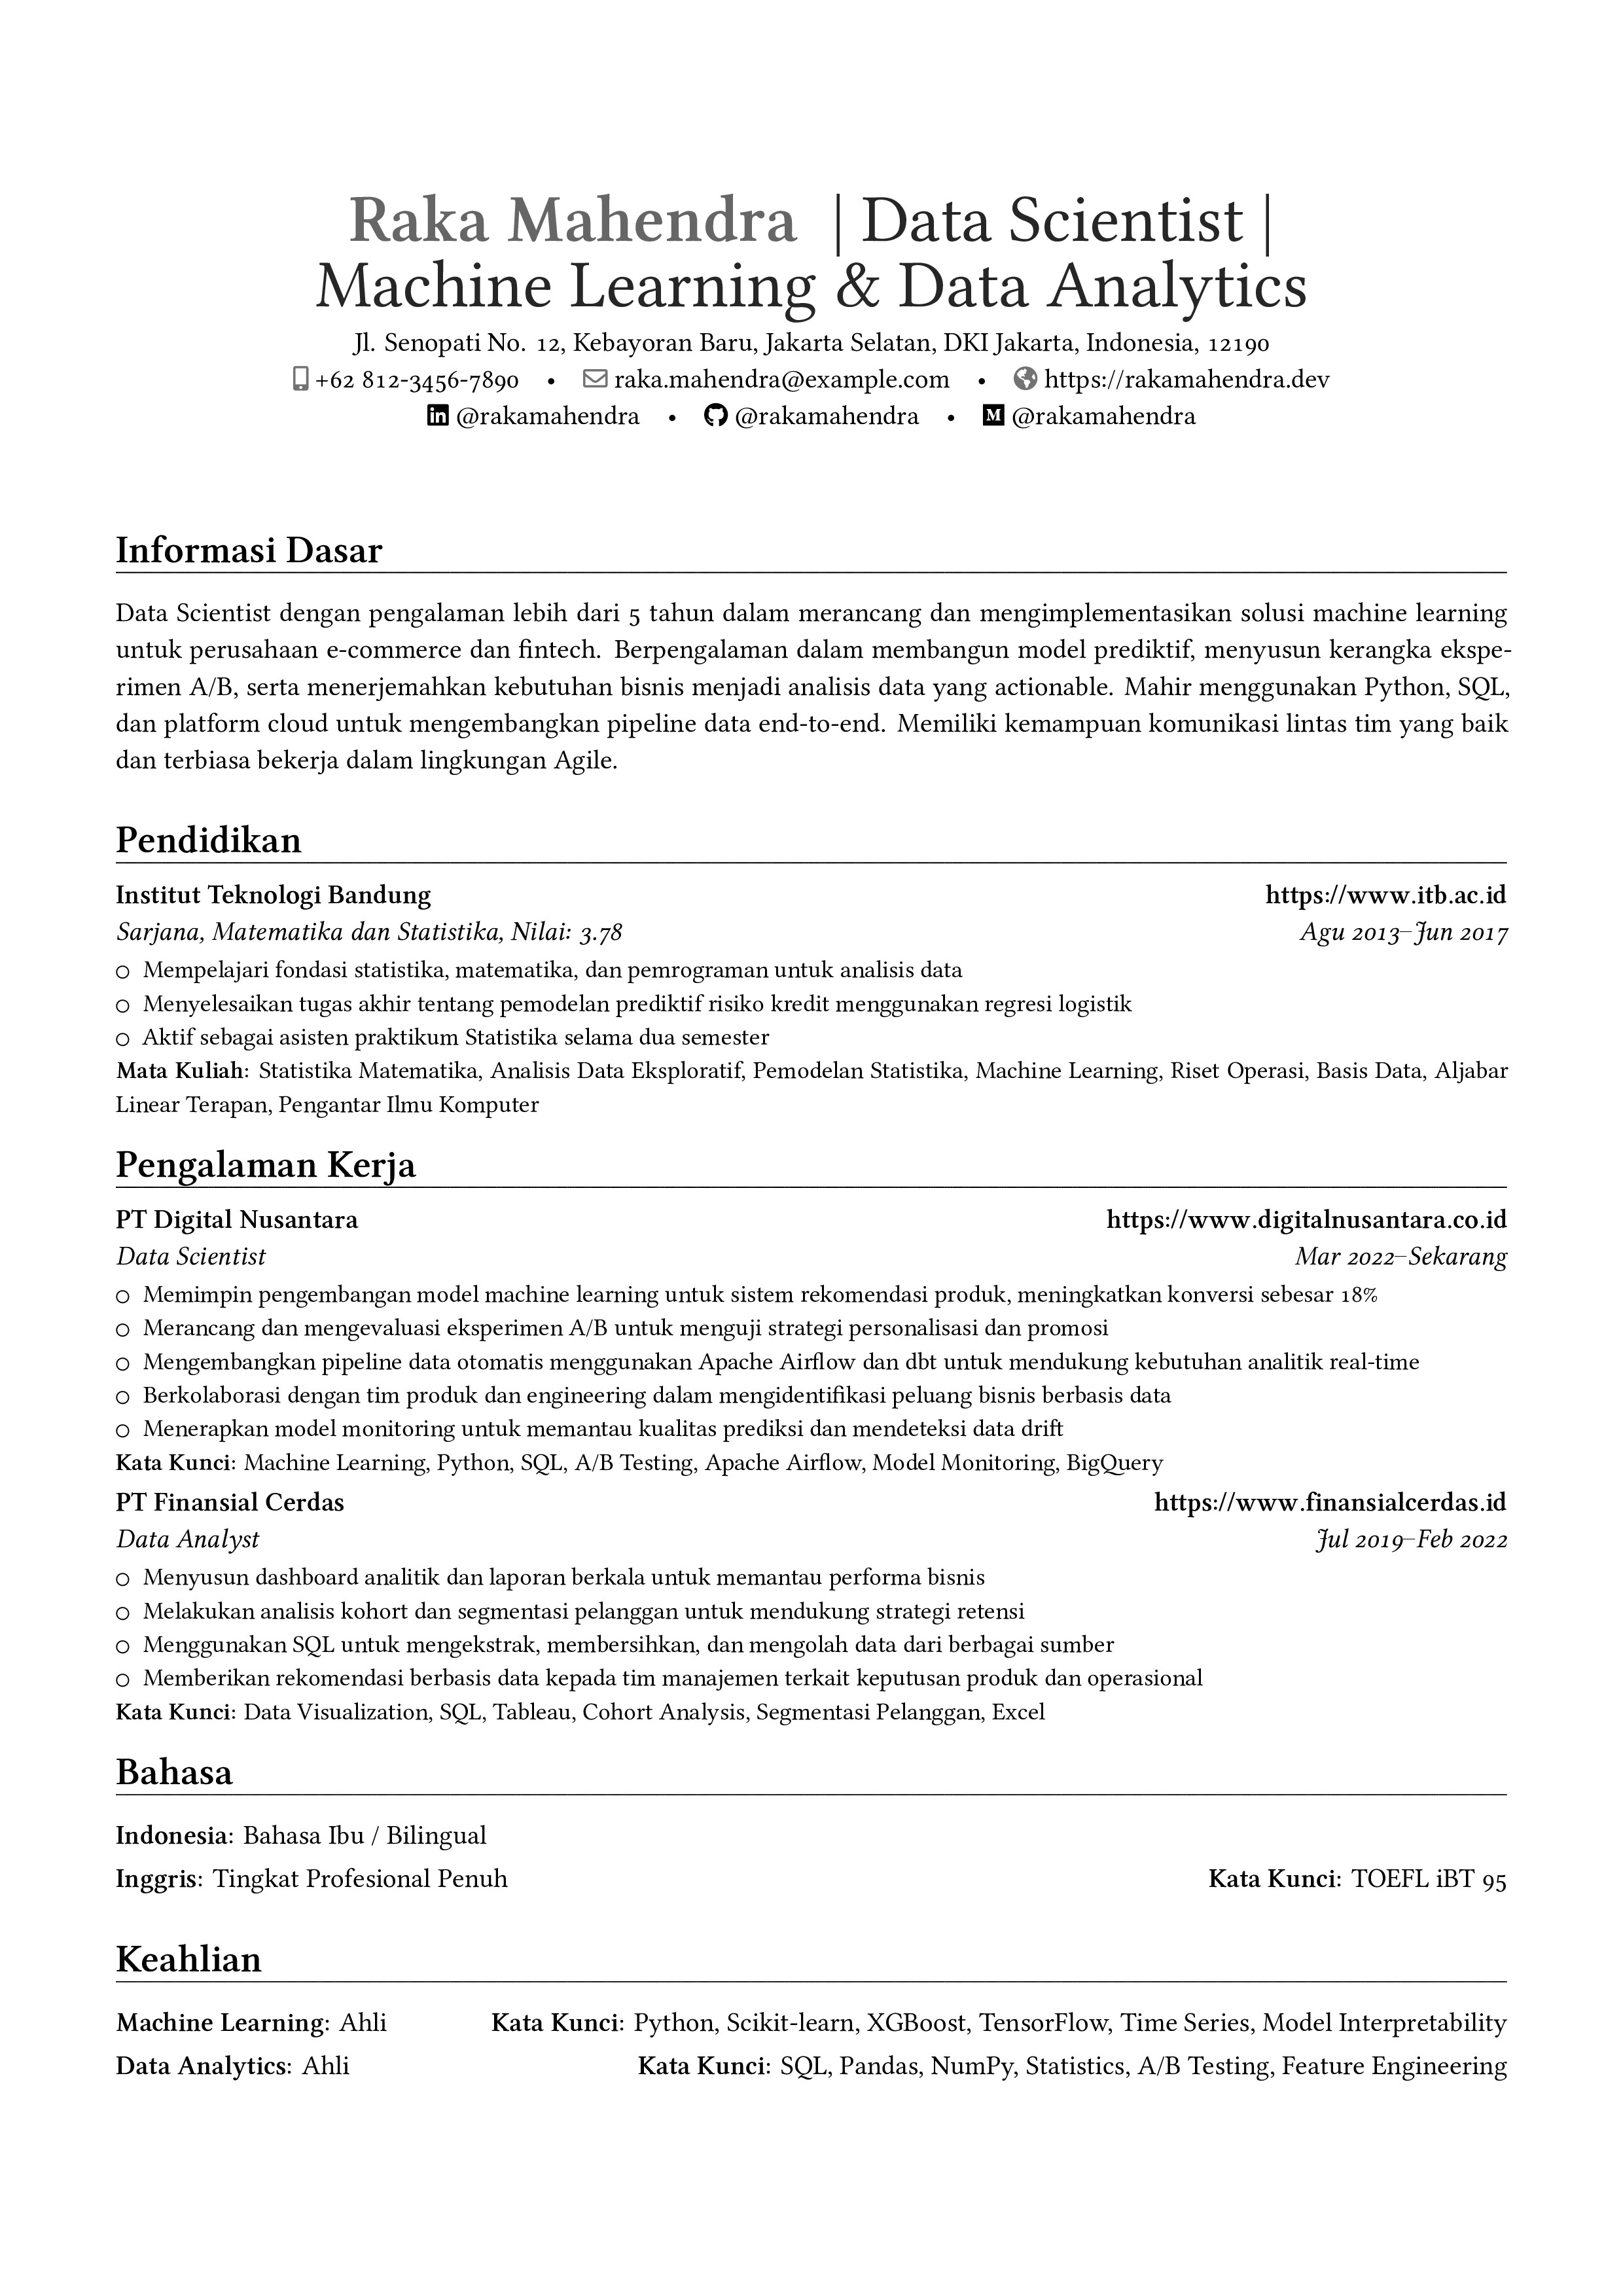 Raka Mahendra | Data Scientist |
Machine Learning & Data Analytics
Jl. Senopati No. 12, Kebayoran Baru, Jakarta Selatan, DKI Jakarta, Indonesia, 12190
+62 812-3456-7890 • raka.mahendra@example.com • https://rakamahendra.dev
@rakamahendra • @rakamahendra • @rakamahendra
Informasi Dasar
Data Scientist dengan pengalaman lebih dari 5 tahun dalam merancang dan mengimplementasikan solusi machine learning
untuk perusahaan e-commerce dan fintech. Berpengalaman dalam membangun model prediktif, menyusun kerangka ekspe-
rimen A/B, serta menerjemahkan kebutuhan bisnis menjadi analisis data yang actionable. Mahir menggunakan Python, SQL,
dan platform cloud untuk mengembangkan pipeline data end-to-end. Memiliki kemampuan komunikasi lintas tim yang baik
dan terbiasa bekerja dalam lingkungan Agile.
Pendidikan
Institut Teknologi Bandung https://www.itb.ac.id
Sarjana, Matematika dan Statistika, Nilai: 3.78 Agu 2013–Jun 2017
○ Mempelajari fondasi statistika, matematika, dan pemrograman untuk analisis data
○ Menyelesaikan tugas akhir tentang pemodelan prediktif risiko kredit menggunakan regresi logistik
○ Aktif sebagai asisten praktikum Statistika selama dua semester
Mata Kuliah: Statistika Matematika, Analisis Data Eksploratif, Pemodelan Statistika, Machine Learning, Riset Operasi, Basis Data, Aljabar
Linear Terapan, Pengantar Ilmu Komputer
Pengalaman Kerja
PT Digital Nusantara https://www.digitalnusantara.co.id
Data Scientist Mar 2022–Sekarang
○ Memimpin pengembangan model machine learning untuk sistem rekomendasi produk, meningkatkan konversi sebesar 18%
○ Merancang dan mengevaluasi eksperimen A/B untuk menguji strategi personalisasi dan promosi
○ Mengembangkan pipeline data otomatis menggunakan Apache Airflow dan dbt untuk mendukung kebutuhan analitik real-time
○ Berkolaborasi dengan tim produk dan engineering dalam mengidentifikasi peluang bisnis berbasis data
○ Menerapkan model monitoring untuk memantau kualitas prediksi dan mendeteksi data drift
Kata Kunci: Machine Learning, Python, SQL, A/B Testing, Apache Airflow, Model Monitoring, BigQuery
PT Finansial Cerdas https://www.finansialcerdas.id
Data Analyst Jul 2019–Feb 2022
○ Menyusun dashboard analitik dan laporan berkala untuk memantau performa bisnis
○ Melakukan analisis kohort dan segmentasi pelanggan untuk mendukung strategi retensi
○ Menggunakan SQL untuk mengekstrak, membersihkan, dan mengolah data dari berbagai sumber
○ Memberikan rekomendasi berbasis data kepada tim manajemen terkait keputusan produk dan operasional
Kata Kunci: Data Visualization, SQL, Tableau, Cohort Analysis, Segmentasi Pelanggan, Excel
Bahasa
Indonesia: Bahasa Ibu / Bilingual
Inggris: Tingkat Profesional Penuh Kata Kunci: TOEFL iBT 95
Keahlian
Machine Learning: Ahli Kata Kunci: Python, Scikit-learn, XGBoost, TensorFlow, Time Series, Model Interpretability
Data Analytics: Ahli Kata Kunci: SQL, Pandas, NumPy, Statistics, A/B Testing, Feature Engineering